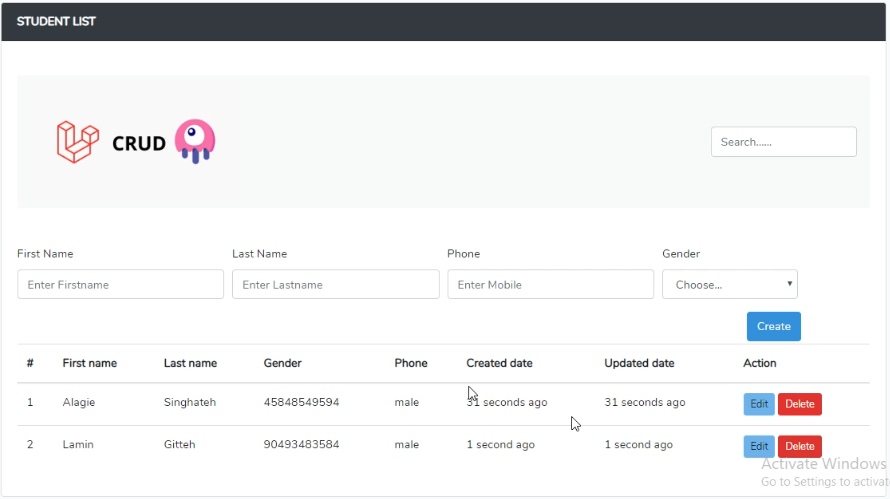 STUDENT LIST
CRUD
Search......
First Name Last Name Phone Gender
Enter Firstname Enter Lastname Enter Mobile Choose...
Create
# First name Last name Gender Phone Created date Updated date Action
1 Alagie Singhateh 45848549594 male 31 seconds ago 31 seconds ago Edit Delete
2 Lamin Gitteh 90493483584 male 1 second ago 1 second ago Edit Delete
Activate Windows
Go to Settings to activat